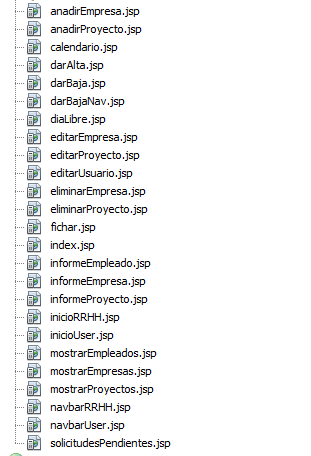 anadirEmpresa.jsp
anadirProyecto.jsp
calendario.jsp
darAlta.jsp
darBaja.jsp
darBajaNav.jsp
diaLibre.jsp
editarEmpresa.jsp
editarProyecto.jsp
editarUsuario.jsp
eliminarEmpresa.jsp
eliminarProyecto.jsp
fichar.jsp
index.jsp
informeEmpleado.jsp
informeEmpresa.jsp
informeProyecto.jsp
inicioRRHH.jsp
inicioUser.jsp
mostrarEmpleados.jsp
mostrarEmpresas.jsp
mostrarProyectos.jsp
navbarRRHH.jsp
navbarUser.jsp
solicitudesPendientes.jsp